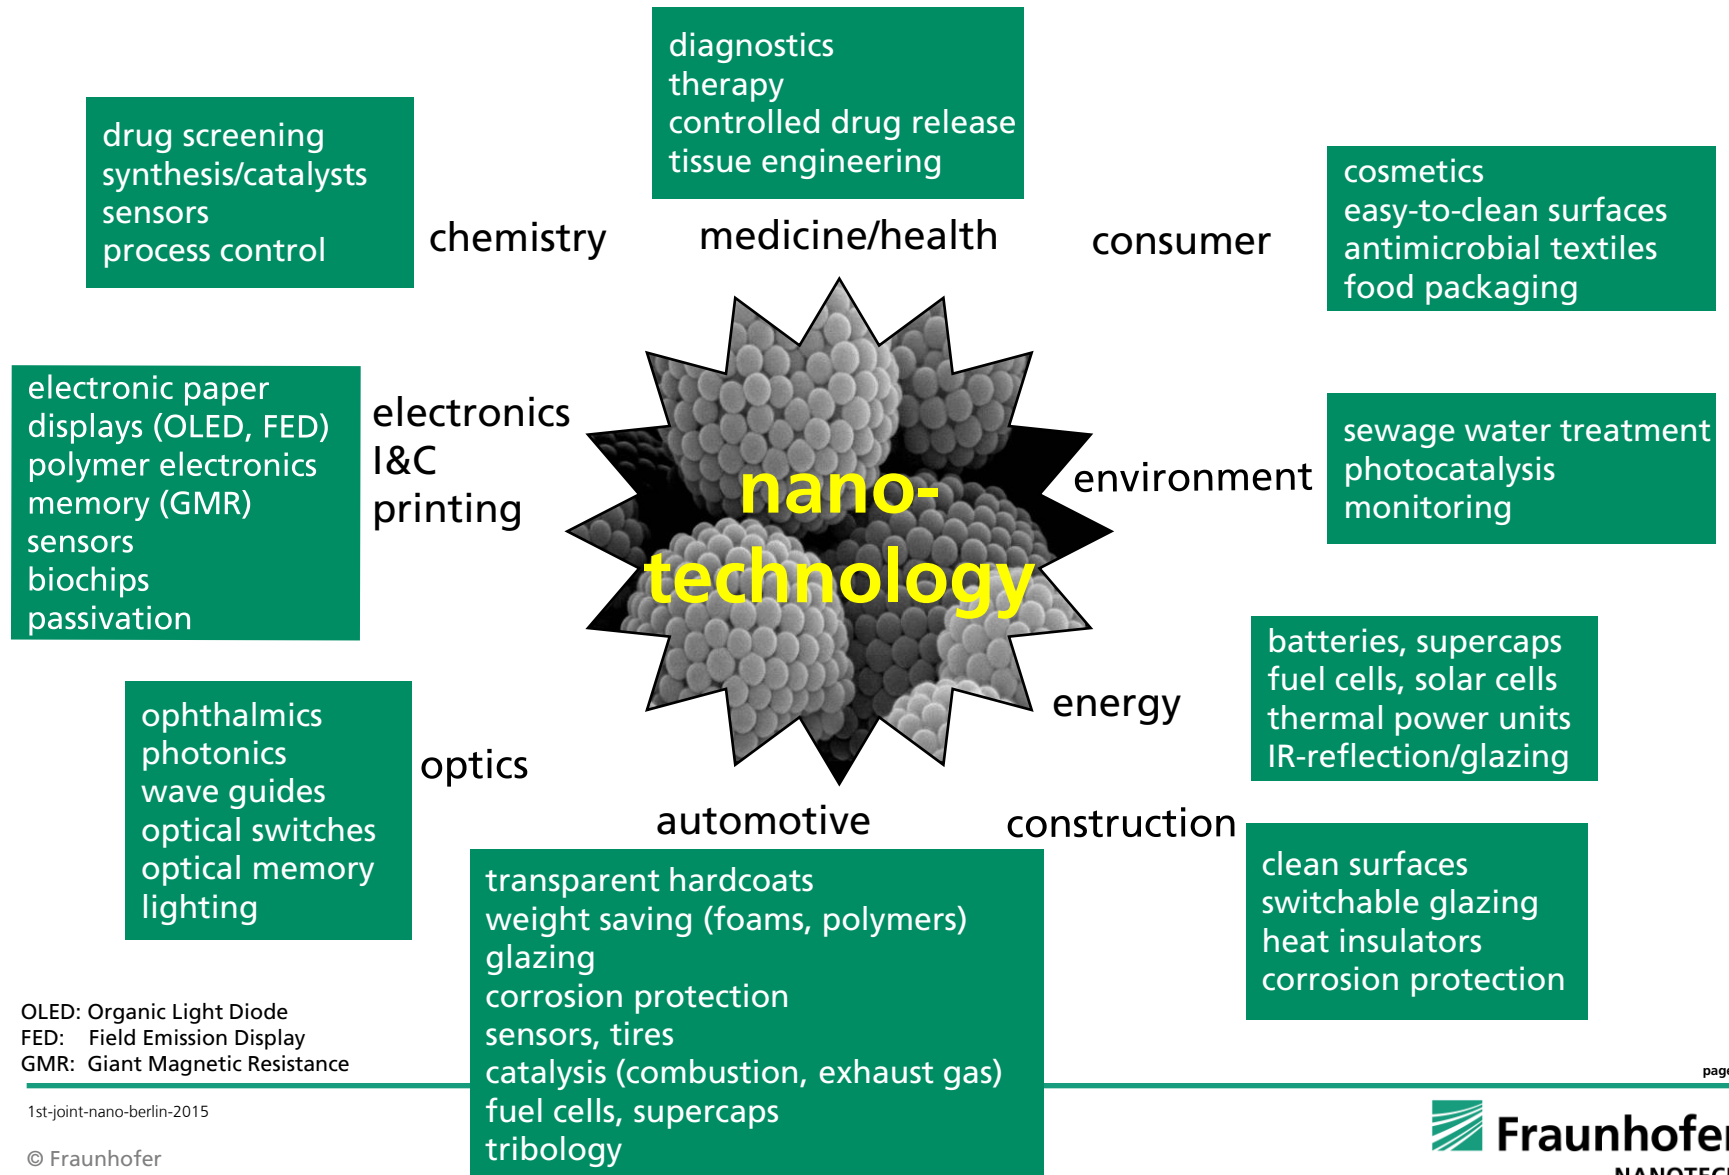 diagnostics
therapy
controlled drug release
tissue engineering
medicine/health
drug screening
synthesis/catalysts
sensors
process control
chemistry
cosmetics
easy-to-clean surfaces
antimicrobial textiles
food packaging
consumer
electronic paper
displays (OLED, FED)
polymer electronics
memory (GMR)
sensors
biochips
passivation
electronics
I&C
printing
nano-
technology
environment
sewage water treatment
photocatalysis
monitoring
energy
batteries, supercaps
fuel cells, solar cells
thermal power units
IR-reflection/glazing
ophthalmics
photonics
wave guides
optical switches
optical memory
lighting
optics
automotive
transparent hardcoats
weight saving (foams, polymers)
glazing
corrosion protection
sensors, tires
catalysis (combustion, exhaust gas)
fuel cells, supercaps
tribology
construction
clean surfaces
switchable glazing
heat insulators
corrosion protection
OLED: Organic Light Diode
FED: Field Emission Display
GMR: Giant Magnetic Resistance
page
1st-joint-nano-berlin-2015
© Fraunhofer
Fraunhofer